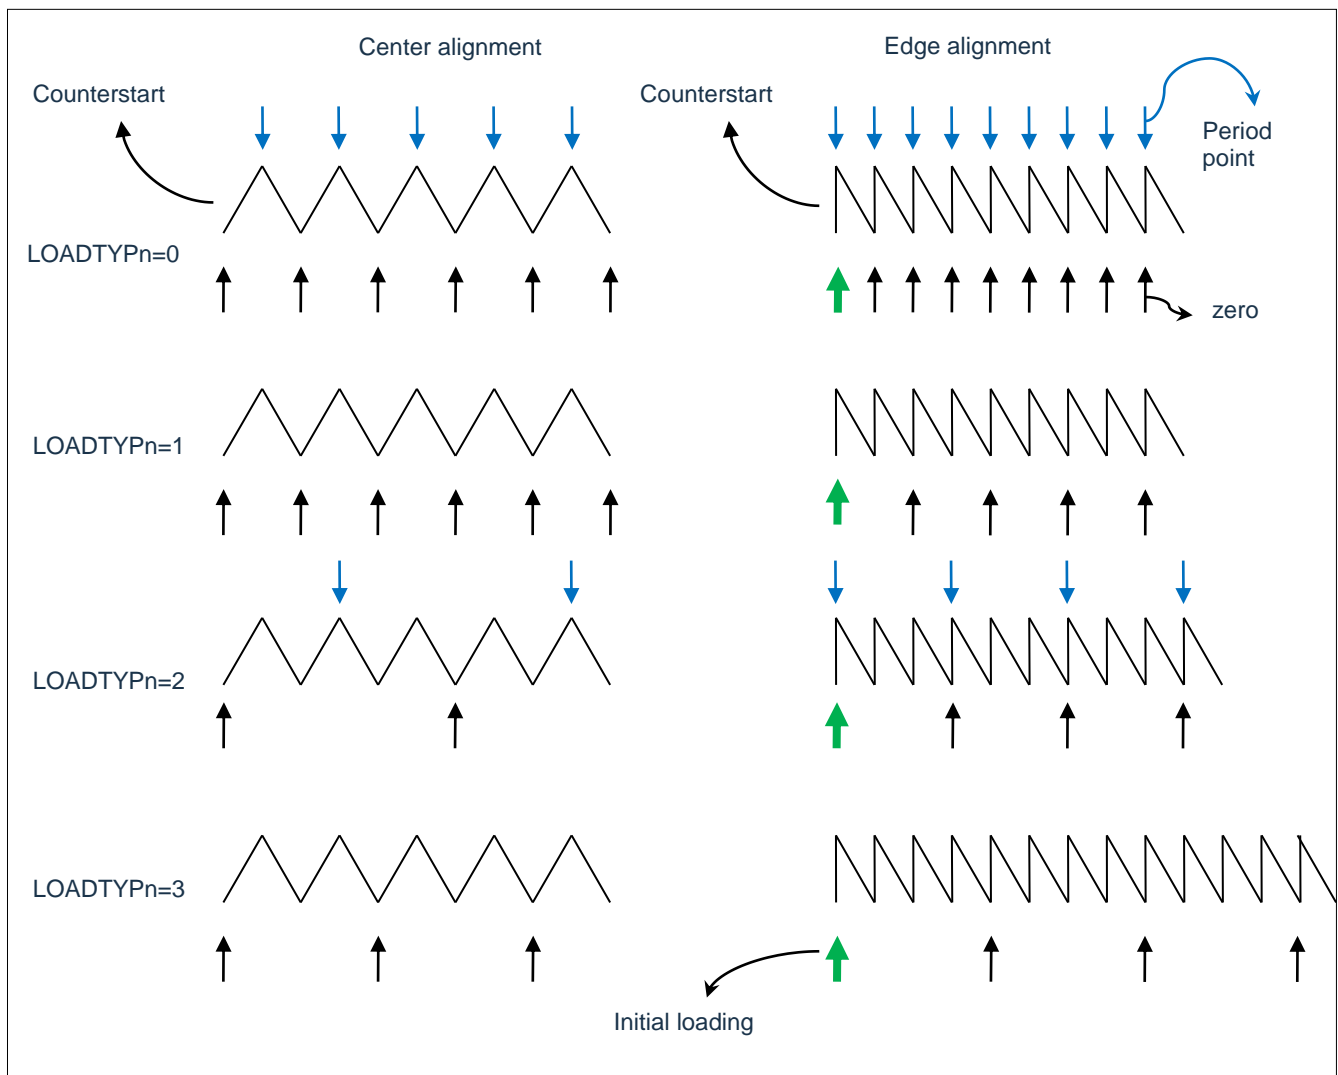 Center alignment
Edge alignment
Counterstart
Counterstart
Period
point
LOADTYPn=0
zero
LOADTYPn=1
LOADTYPn=2
LOADTYPn=3
Initial loading